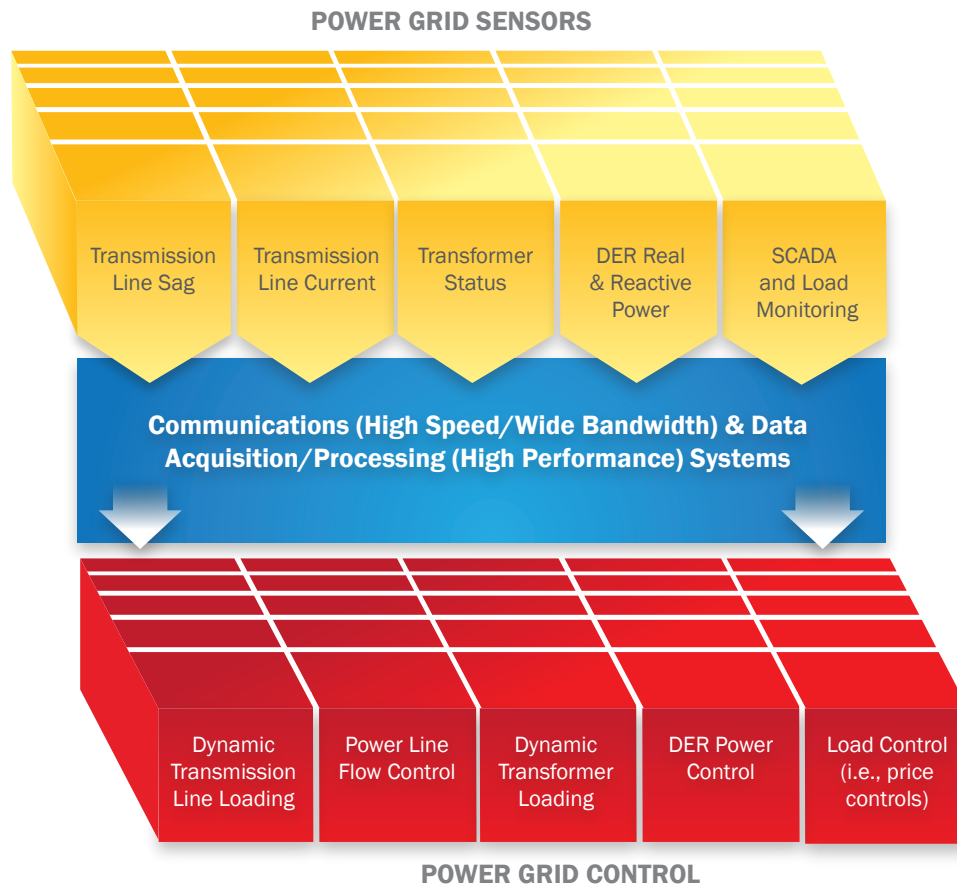 POWER GRID SENSORS
Transmission
Line Sag
Transmission
Line Current
Transformer
Status
DER Real
& Reactive
Power
SCADA
and Load
Monitoring
Communications (High Speed/Wide Bandwidth) & Data
Acquisition/Processing (High Performance) Systems
Dynamic
Transmission
Line Loading
Power Line
Flow Control
Dynamic
Transformer
Loading
DER Power
Control
Load Control
(i.e., price
controls)
POWER GRID CONTROL